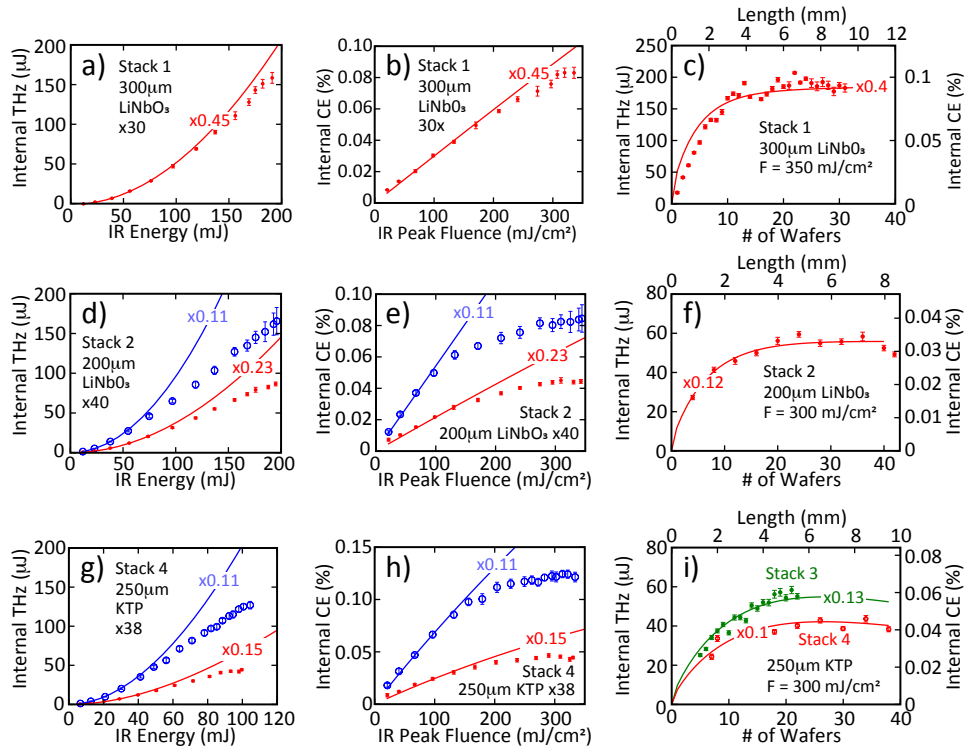 a)
Stack 1
300μm
LiNbO₃
x30
x0.45
Internal THz (μJ)
200
150
100
50
0
0 50 100 150 200
IR Energy (mJ)
b)
Stack 1
300μm
LiNb0₃
30x
x0.45
Internal CE (%)
0.10
0.08
0.06
0.04
0.02
0
0 100 200 300 400
IR Peak Fluence (mJ/cm²)
Length (mm)
0 2 4 6 8 10 12
c)
x0.4
Stack 1
300μm LiNb0₃
F = 350 mJ/cm²
Internal THz (μJ)
250
200
150
100
50
0
0.1
0.05
0
Internal CE (%)
0 10 20 30 40
# of Wafers
d)
Stack 2
200μm
LiNb0₃
x40
x0.11
x0.23
Internal THz (μJ)
200
150
100
50
0
0 50 100 150 200
IR Energy (mJ)
e)
x0.11
x0.23
Stack 2
200μm LiNbO₃ x40
Internal CE (%)
0.10
0.08
0.06
0.04
0.02
0
0 100 200 300 400
IR Peak Fluence (mJ/cm²)
Length (mm)
0 2 4 6 8
f)
x0.12
Stack 2
200μm LiNbO₃
F = 300 mJ/cm²
Internal THz (μJ)
80
60
40
20
0
0.04
0.03
0.02
0.01
0
Internal CE (%)
0 10 20 30 40
# of Wafers
g)
Stack 4
250μm
KTP
x38
x0.11
x0.15
Internal THz (μJ)
200
150
100
50
0
0 20 40 60 80 100 120
IR Energy (mJ)
h)
x0.11
x0.15
Stack 4
250μm KTP x38
Internal CE (%)
0.15
0.10
0.05
0
0 100 200 300 400
IR Peak Fluence (mJ/cm²)
Length (mm)
0 2 4 6 8 10
i)
Stack 3
x0.13
x0.1
Stack 4
250μm KTP
F = 300 mJ/cm²
Internal THz (μJ)
80
60
40
20
0
0.08
0.06
0.04
0.02
0
Internal CE (%)
0 10 20 30 40
# of Wafers